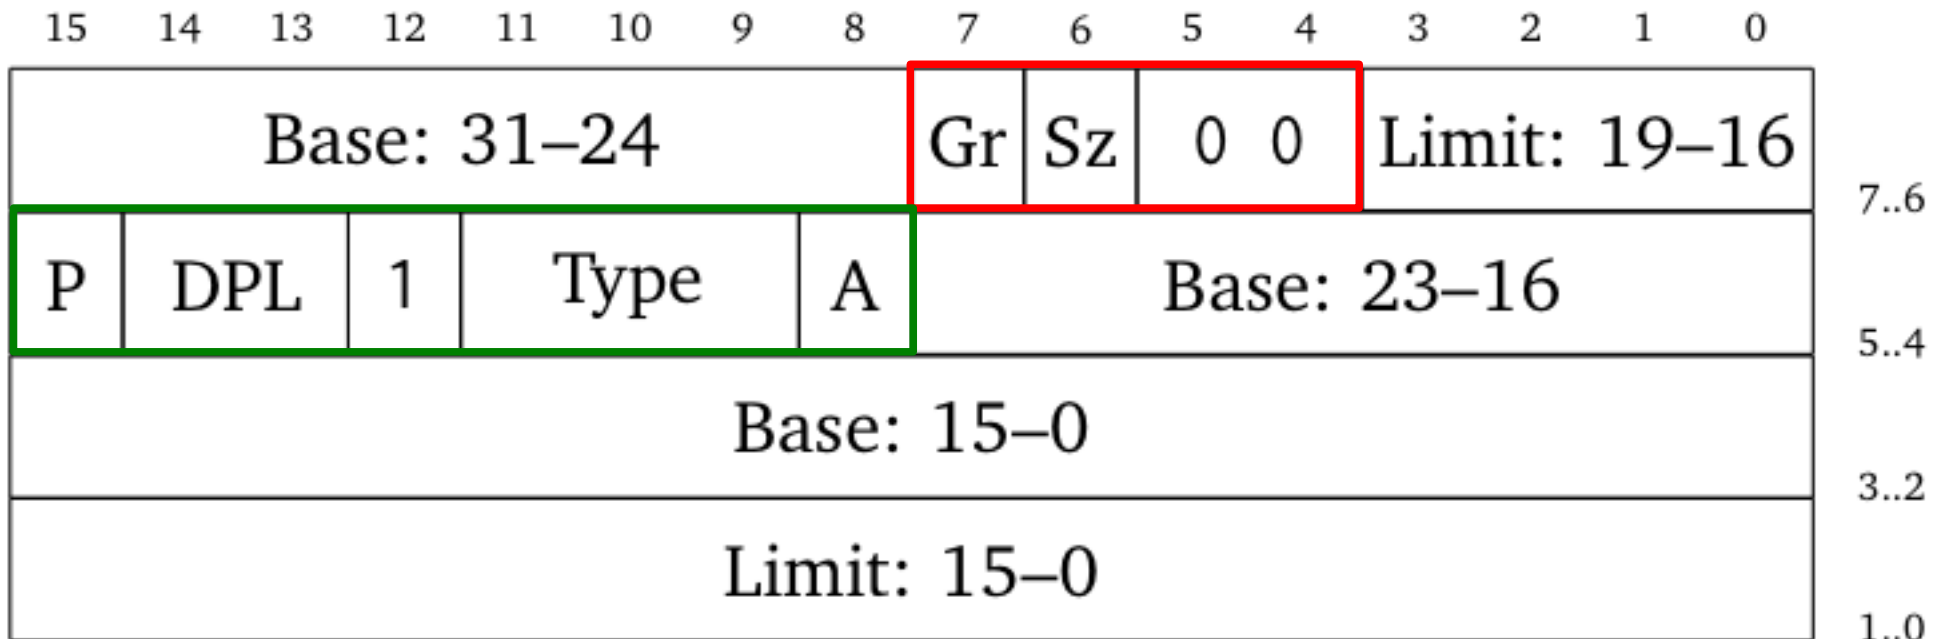 15 14 13 12 11 10 9 8 7 6 5 4 3 2 1 0
Base: 31–24 Gr Sz 0 0 Limit: 19–16
7..6
P DPL 1 Type A Base: 23–16
5..4
Base: 15–0
3..2
Limit: 15–0
1..0